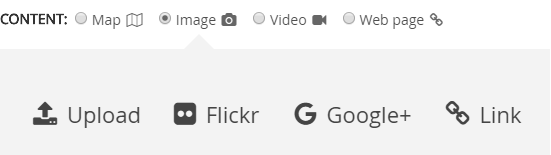 CONTENT: Map Image Video Web page
Upload Flickr Google+ Link